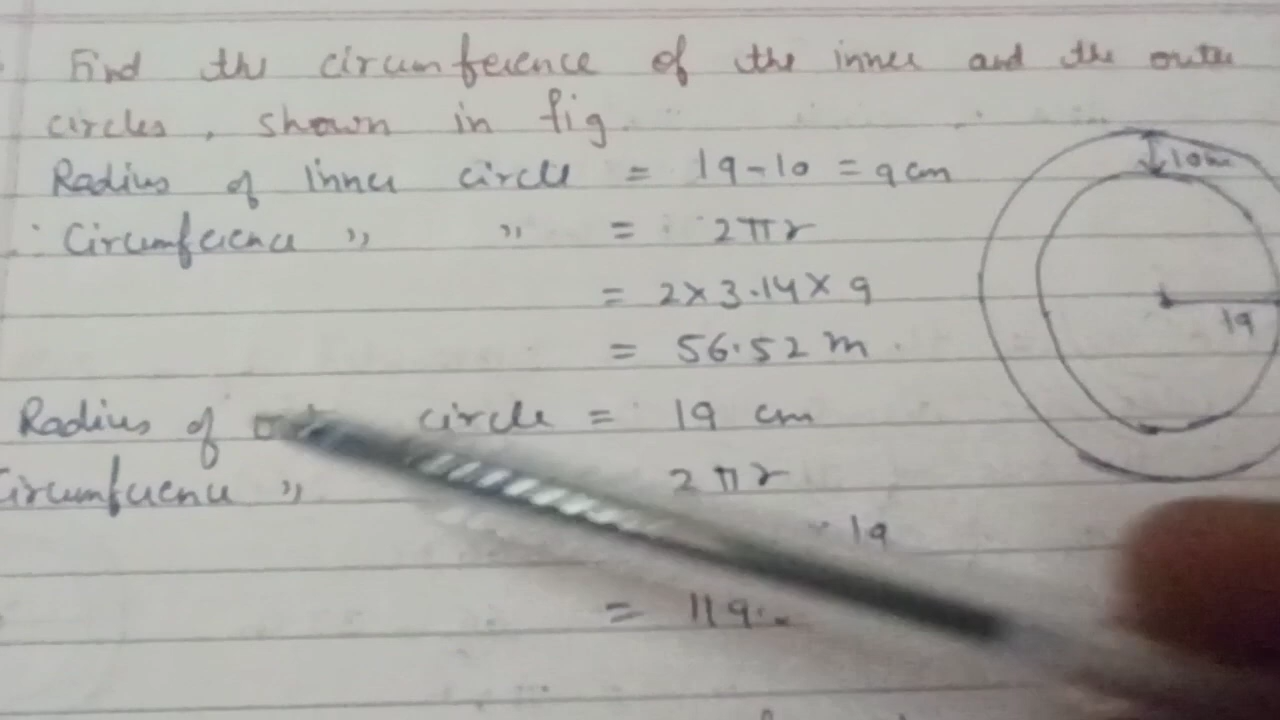 Find the circumference of the inner and the outer
circles, shown in fig.
Radius of inner circle = 19-10 = 9 cm
10m
Circumference " " = 2πr
= 2×3.14×9
19
= 56.52 m
Radius of circle = 19 cm
Circumference " 2πr
19
= 119.